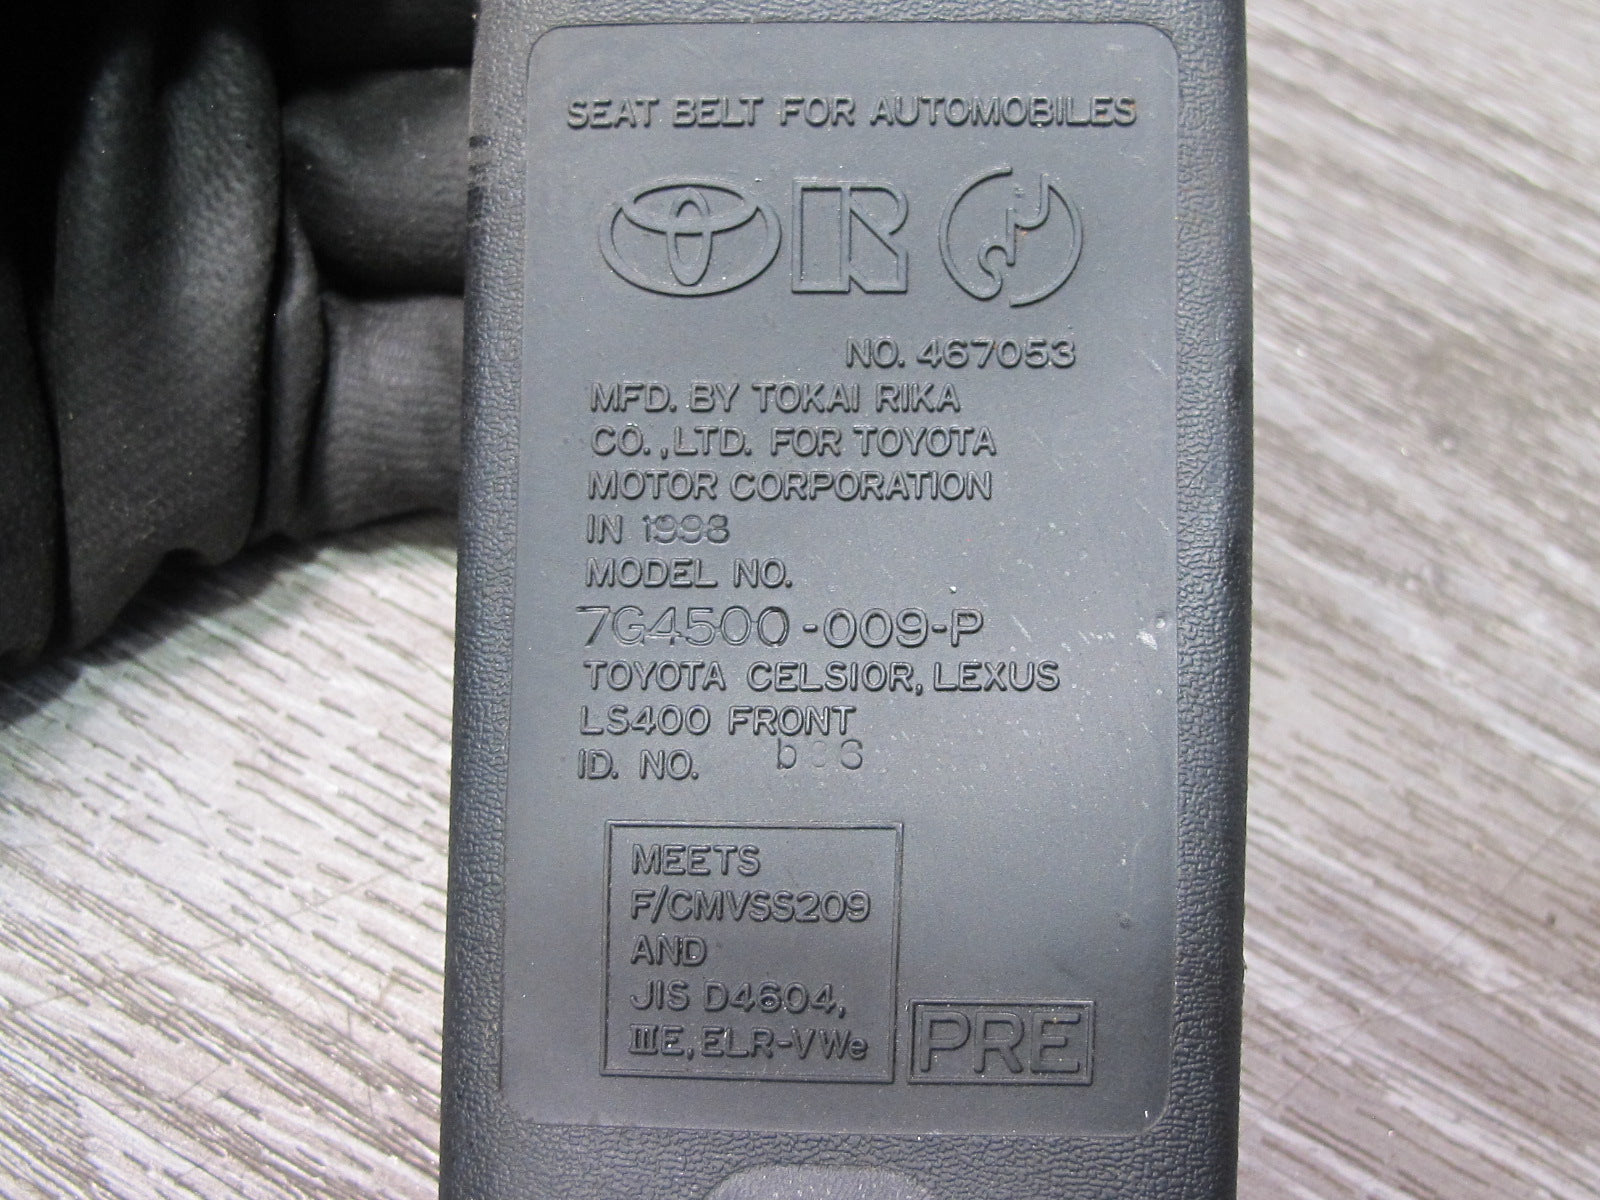 SEAT BELT FOR AUTOMOBILES
NO. 467053
MFD. BY TOKAI RIKA
CO.,LTD. FOR TOYOTA
MOTOR CORPORATION
IN 1998
MODEL NO.
7G4500-009-P
TOYOTA CELSIOR, LEXUS
LS400 FRONT
ID. NO.
MEETS
F/CMVSS209
AND
JIS D4604,
ⅢE, ELR-VWe
PRE